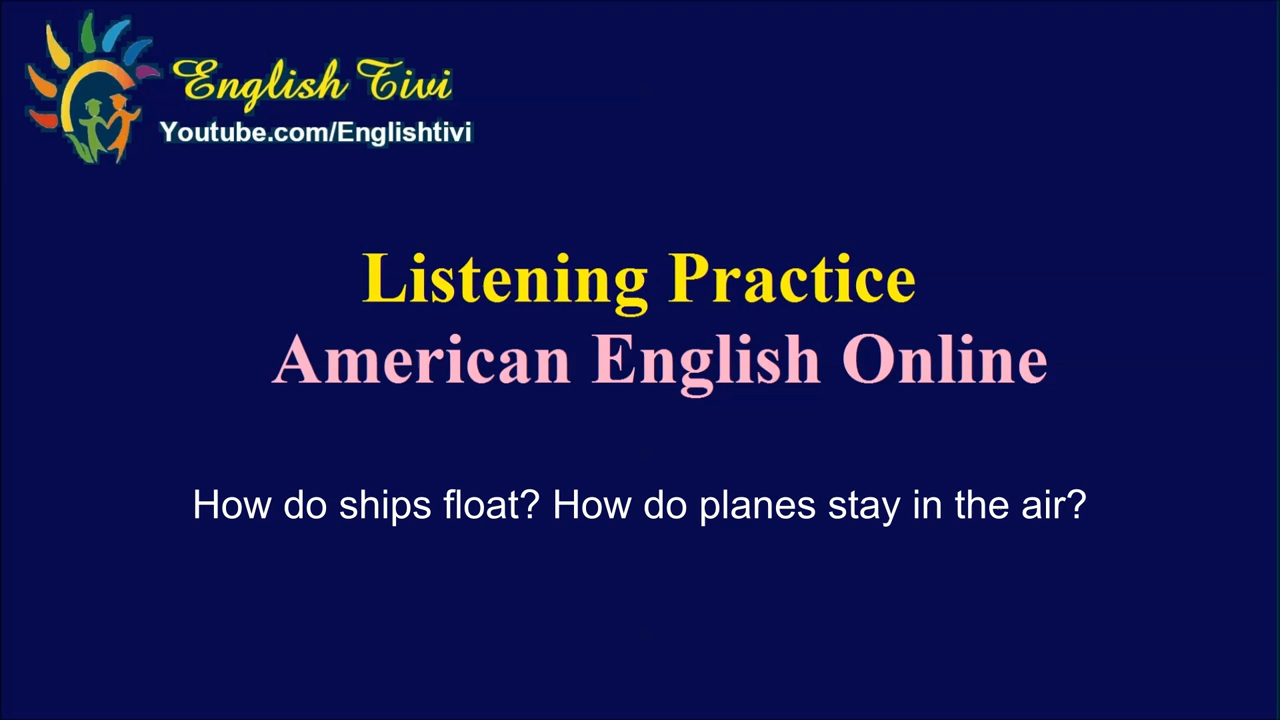 English Tivi
Youtube.com/Englishtivi
Listening Practice
American English Online
How do ships float? How do planes stay in the air?